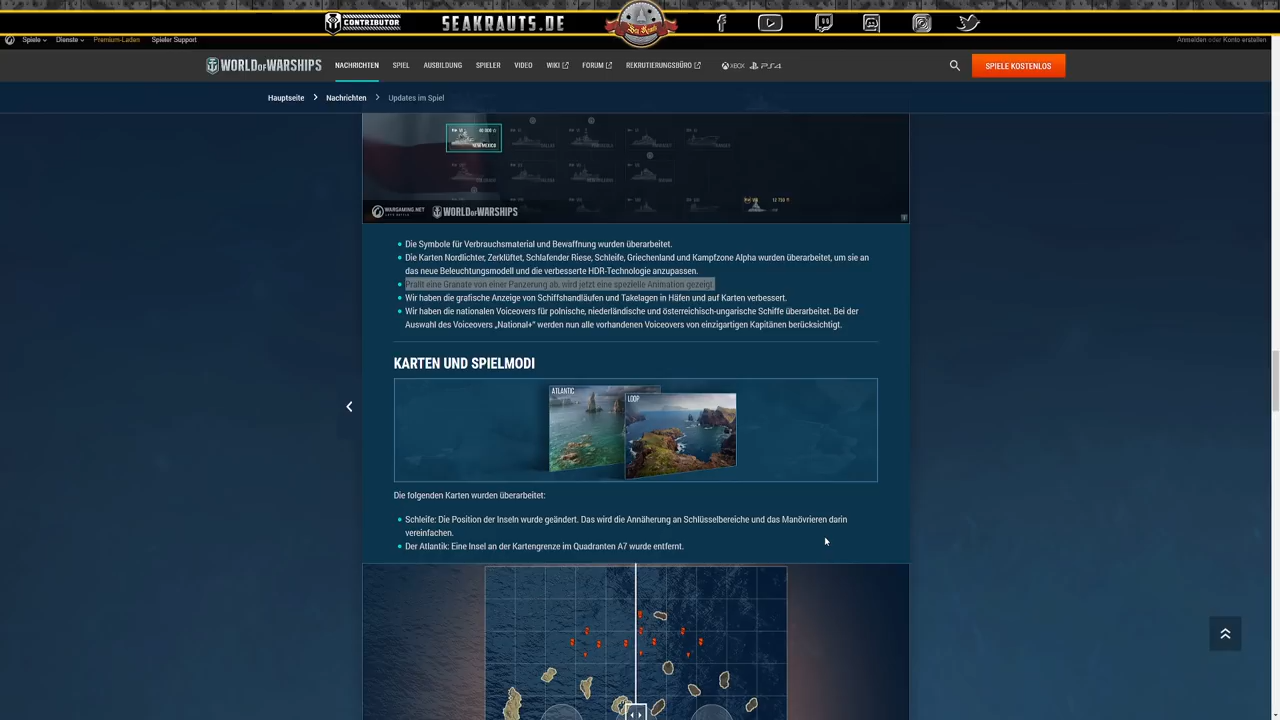 CONTRIBUTOR
SEAKRAUTS.DE
Sea Krauts
Spiele
Dienste
Premium-Laden
Spieler Support
Anmelden oder Konto erstellen
WORLD OF WARSHIPS
NACHRICHTEN
SPIEL
AUSBILDUNG
SPIELER
VIDEO
WIKI
FORUM
REKRUTIERUNGSBÜRO
XBOX
PS4
SPIELE KOSTENLOS
Hauptseite
Nachrichten
Updates im Spiel
NEW MEXICO
WARGAMING.NET
LET'S BATTLE
WORLD OF WARSHIPS
Die Symbole für Verbrauchsmaterial und Bewaffnung wurden überarbeitet.
Die Karten Nordlichter, Zerklüftet, Schlafender Riese, Schleife, Griechenland und Kampfzone Alpha wurden überarbeitet, um sie an
das neue Beleuchtungsmodell und die verbesserte HDR-Technologie anzupassen.
Prallt eine Granate von einer Panzerung ab, wird jetzt eine spezielle Animation gezeigt.
Wir haben die grafische Anzeige von Schiffshandläufen und Takelagen in Häfen und auf Karten verbessert.
Wir haben die nationalen Voiceovers für polnische, niederländische und österreichisch-ungarische Schiffe überarbeitet. Bei der
Auswahl des Voiceovers „National+“ werden nun alle vorhandenen Voiceovers von einzigartigen Kapitänen berücksichtigt.
KARTEN UND SPIELMODI
ATLANTIC
LOOP
Die folgenden Karten wurden überarbeitet:
Schleife: Die Position der Inseln wurde geändert. Das wird die Annäherung an Schlüsselbereiche und das Manövrieren darin
vereinfachen.
Der Atlantik: Eine Insel an der Kartengrenze im Quadranten A7 wurde entfernt.